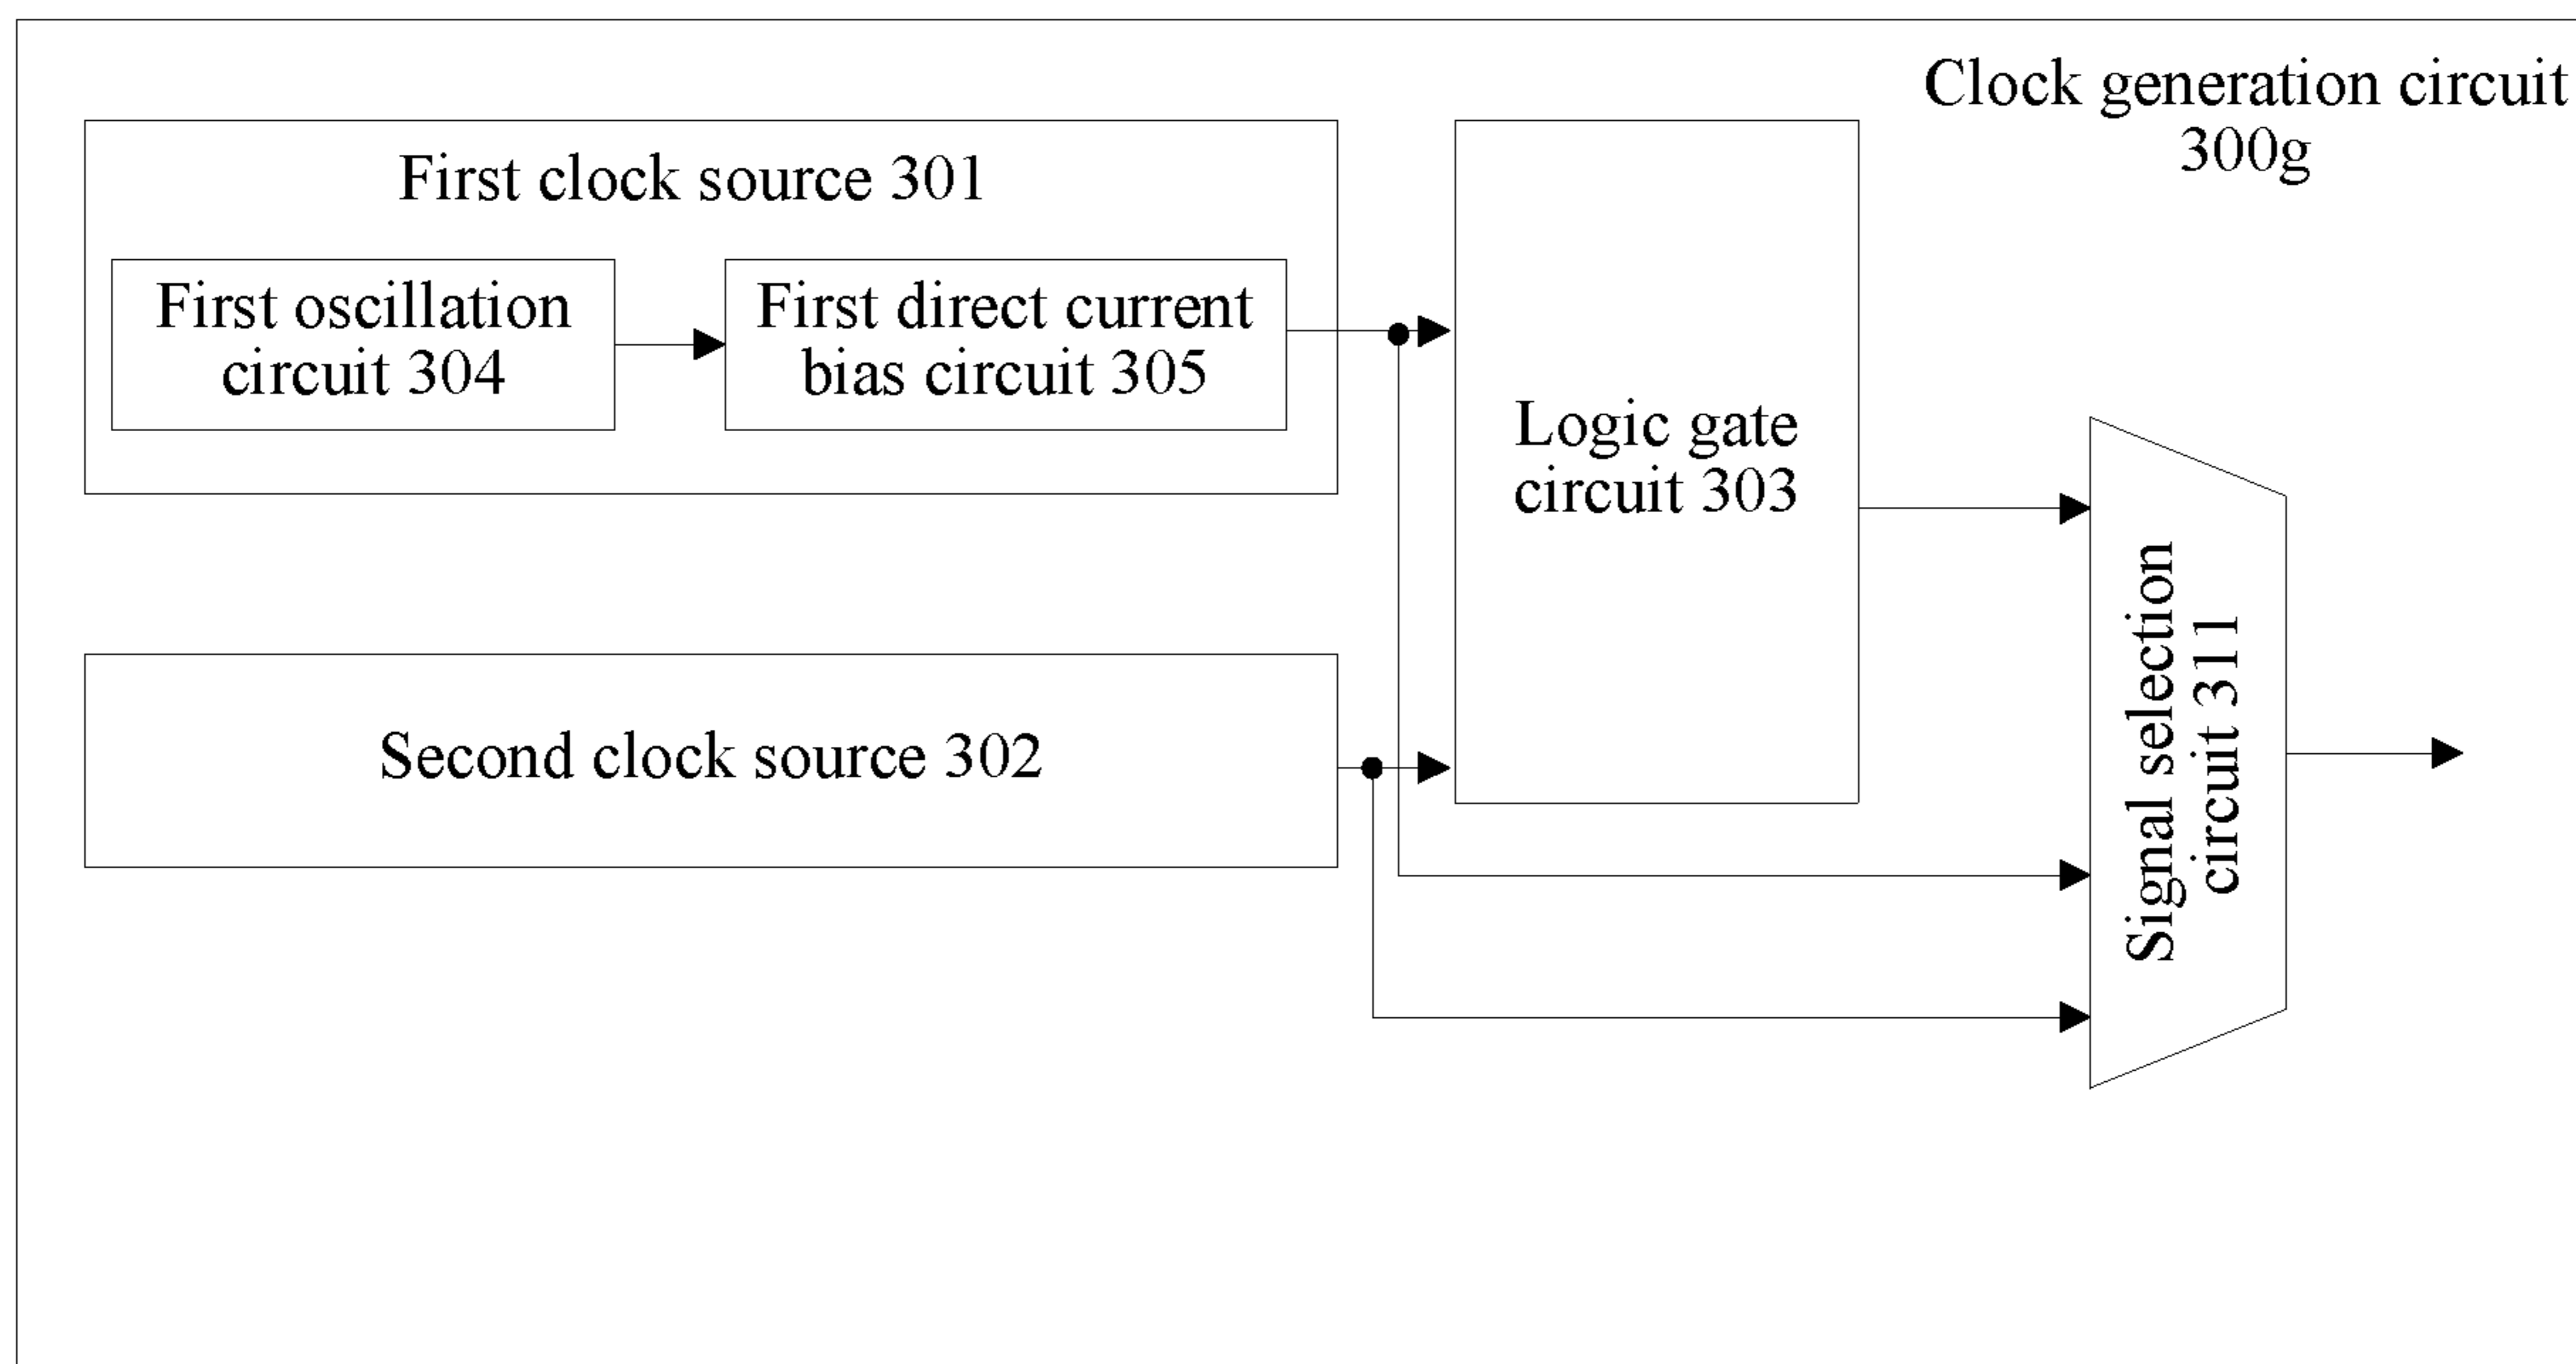 Clock generation circuit
300g
First clock source 301
First oscillation
circuit 304
First direct current
bias circuit 305
Logic gate
circuit 303
Second clock source 302
Signal selection
circuit 311